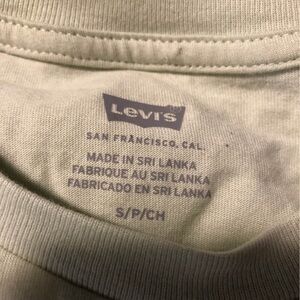 Levi's
SAN FRANCISCO, CAL.
MADE IN SRI LANKA
FABRIQUE AU SRI LANKA
FABRICADO EN SRI LANKA
S/P/CH